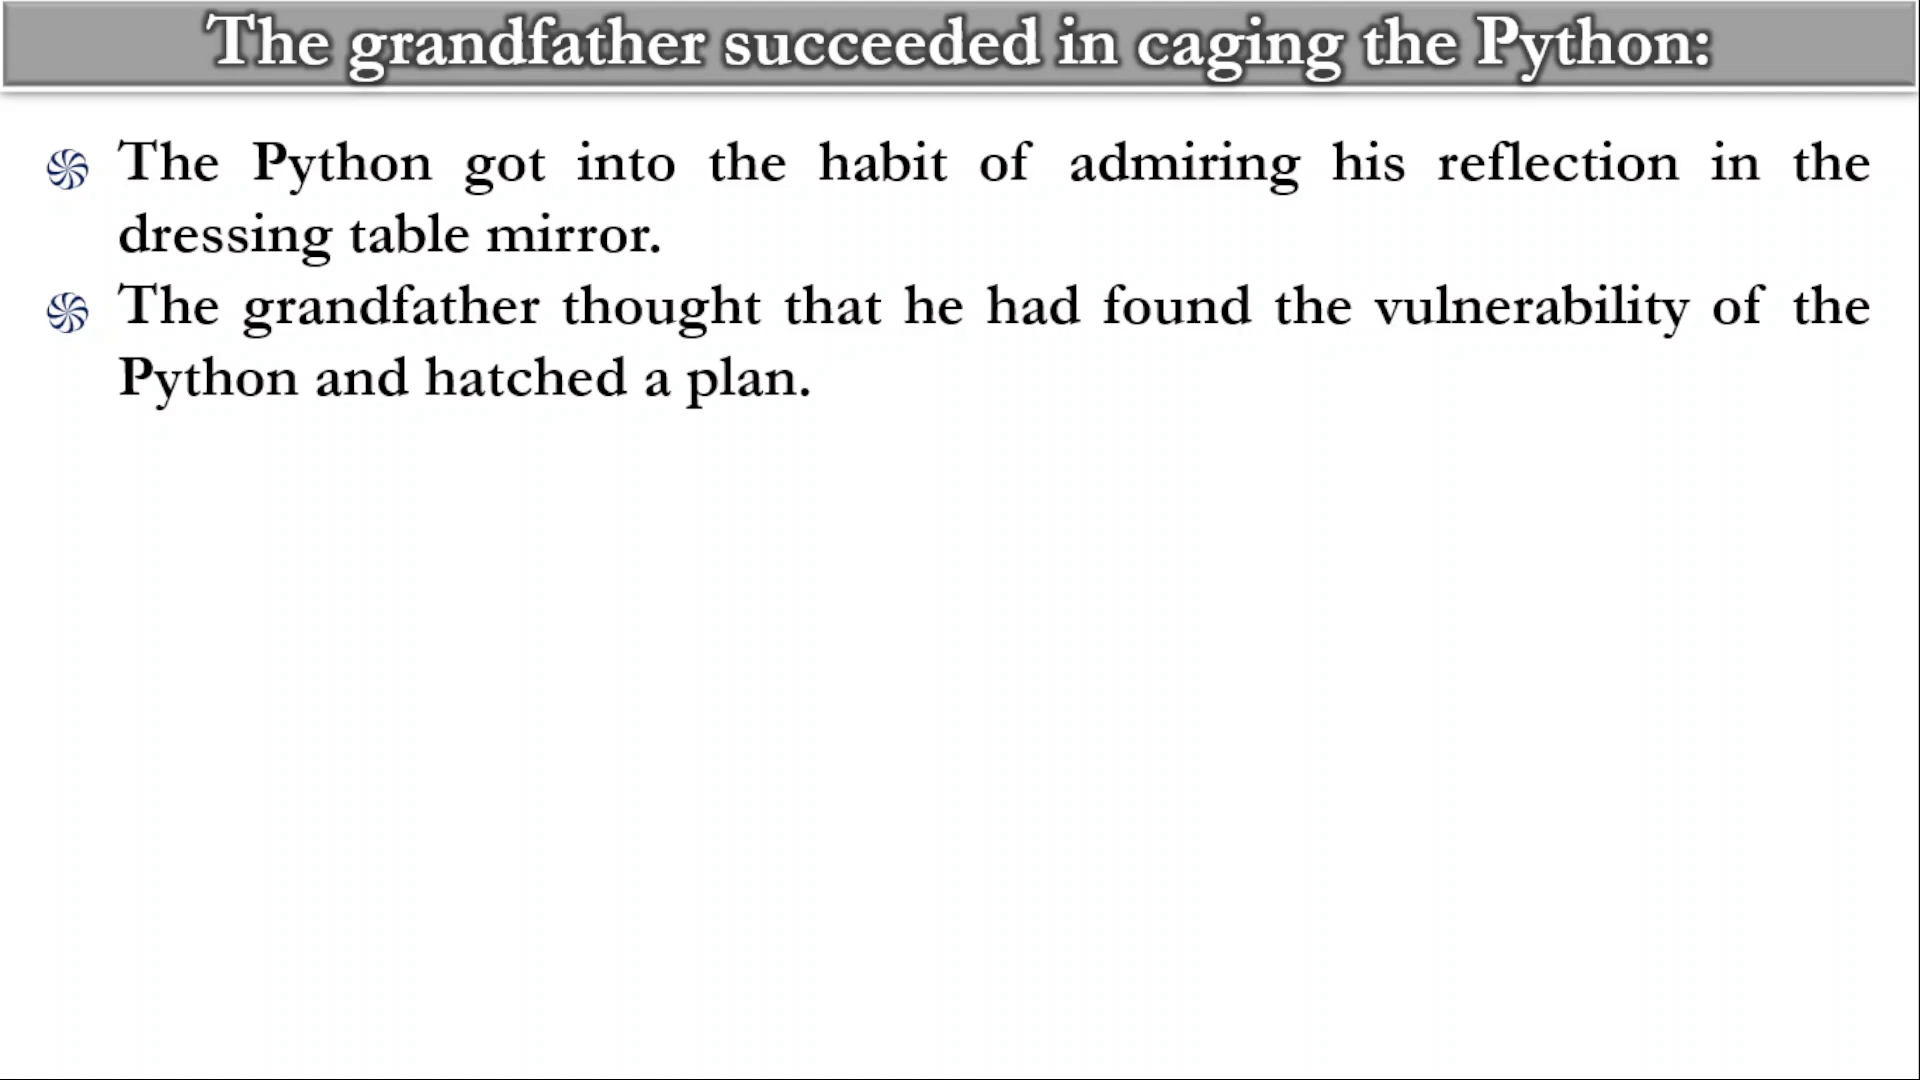 The grandfather succeeded in caging the Python:
The Python got into the habit of admiring his reflection in the
dressing table mirror.
The grandfather thought that he had found the vulnerability of the
Python and hatched a plan.